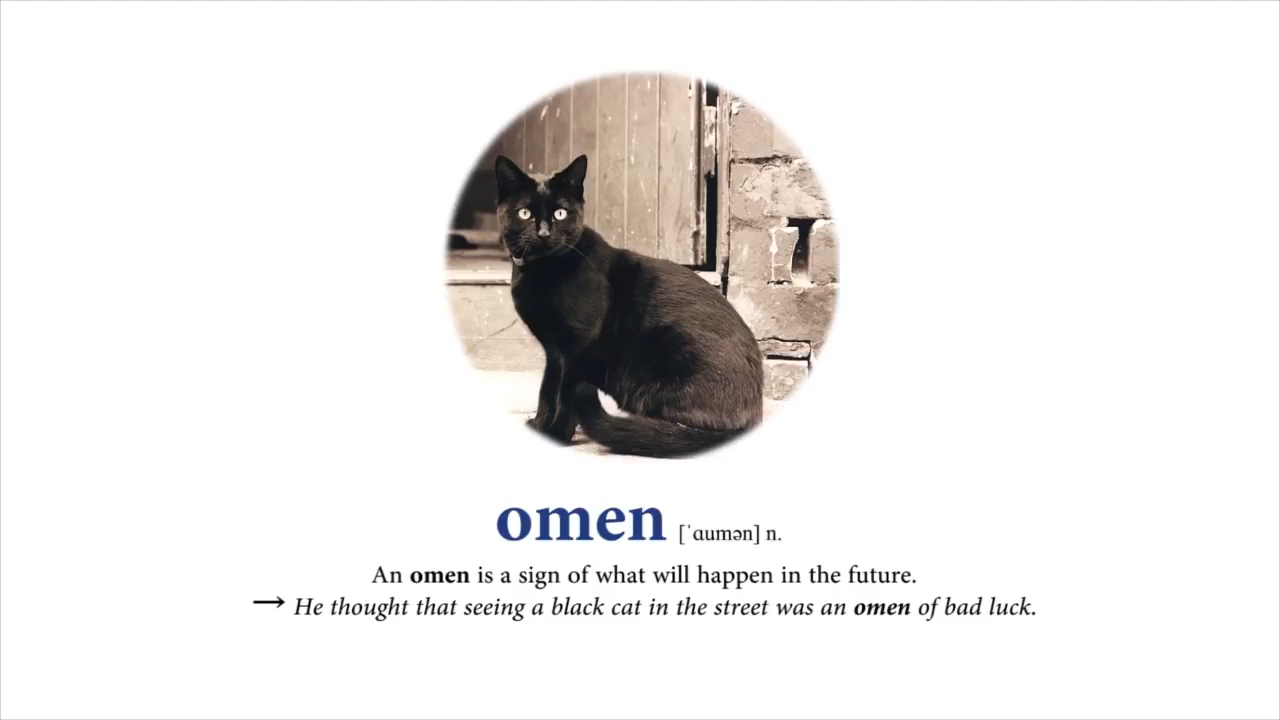 omen [ˈɑumən] n.
An omen is a sign of what will happen in the future.
→ He thought that seeing a black cat in the street was an omen of bad luck.